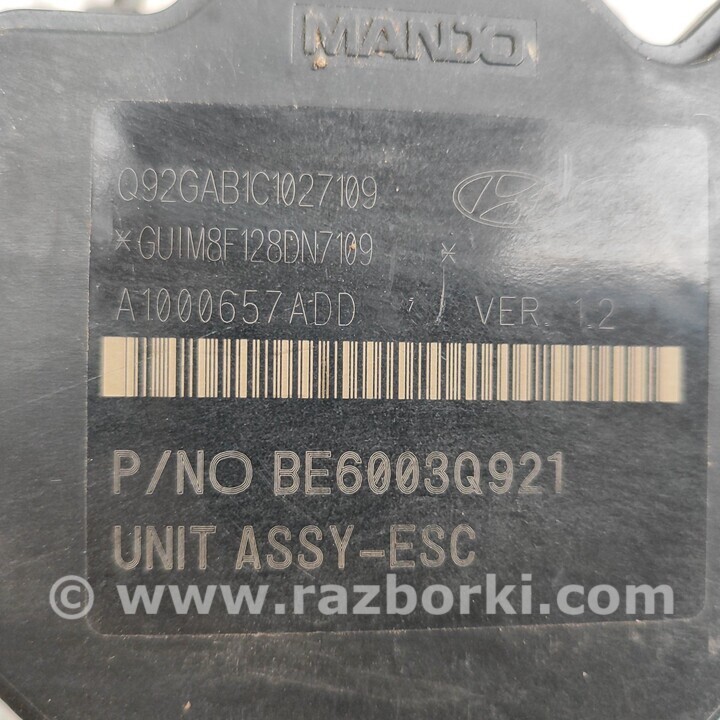 MANDO
Q92GAB1C1027109
*GUIM8F128DN7109 *
A1000657ADD VER. 1.2
P/NO BE6003Q921
UNIT ASSY-ESC
© www.razborki.com